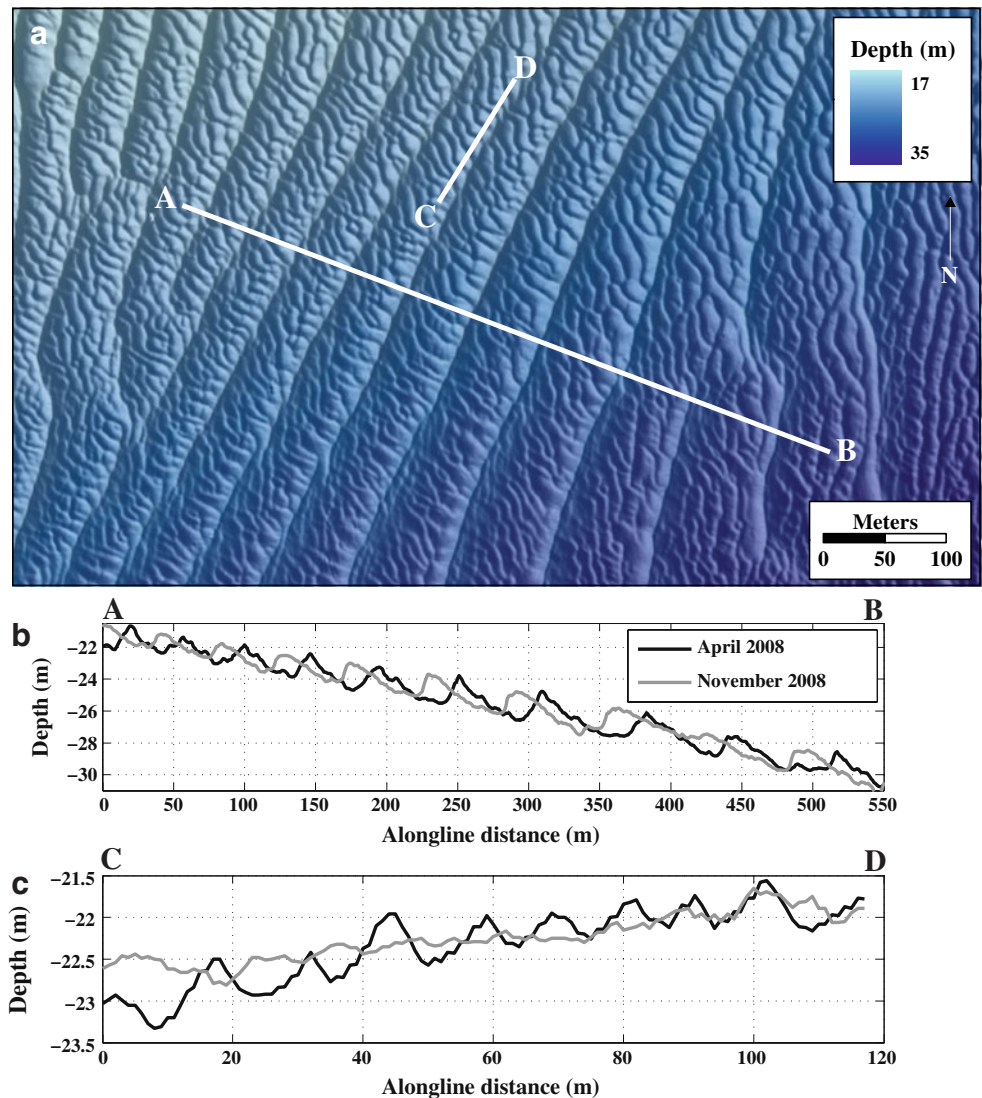 a
Depth (m)
17
35
N
D
A
C
B
Meters
0 50 100
A B
b
−22
−24
−26
−28
−30
Depth (m)
April 2008
November 2008
0 50 100 150 200 250 300 350 400 450 500 550
Alongline distance (m)
C D
c
−21.5
−22
−22.5
−23
−23.5
Depth (m)
0 20 40 60 80 100 120
Alongline distance (m)